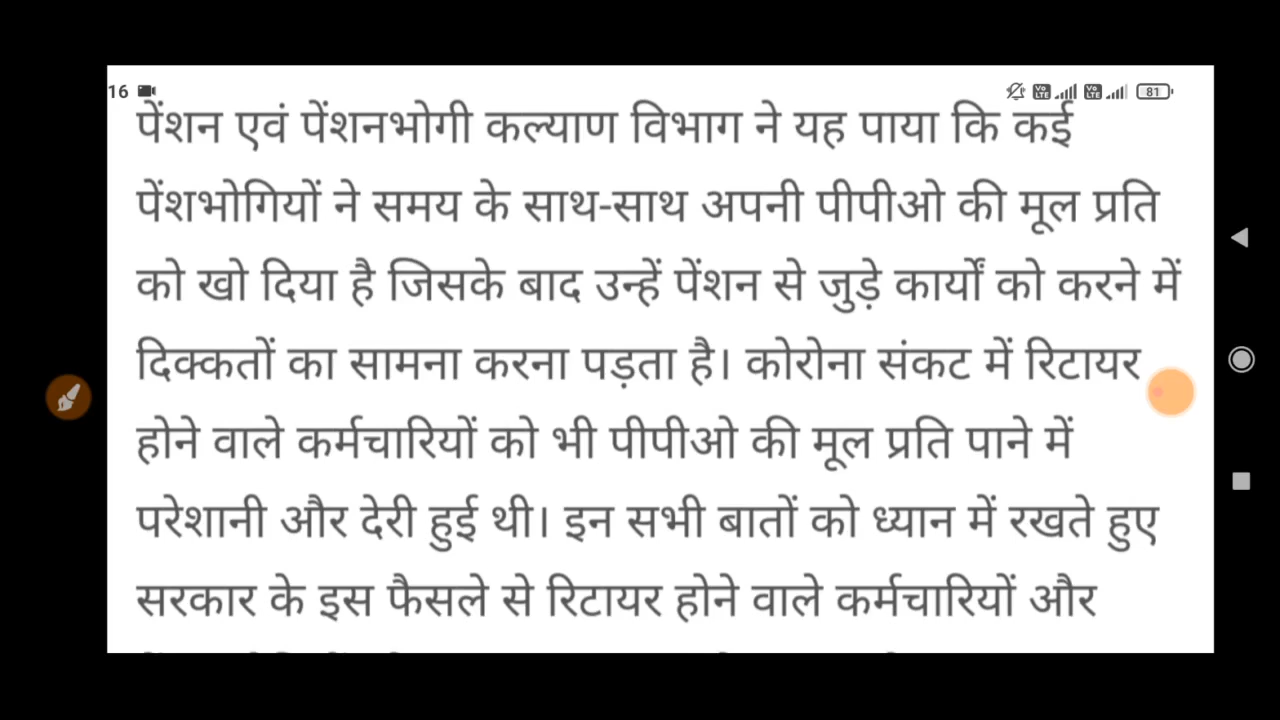 16
81
पेंशन एवं पेंशनभोगी कल्याण विभाग ने यह पाया कि कई
पेंशभोगियों ने समय के साथ-साथ अपनी पीपीओ की मूल प्रति
को खो दिया है जिसके बाद उन्हें पेंशन से जुड़े कार्यों को करने में
दिक्कतों का सामना करना पड़ता है। कोरोना संकट में रिटायर
होने वाले कर्मचारियों को भी पीपीओ की मूल प्रति पाने में
परेशानी और देरी हुई थी। इन सभी बातों को ध्यान में रखते हुए
सरकार के इस फैसले से रिटायर होने वाले कर्मचारियों और